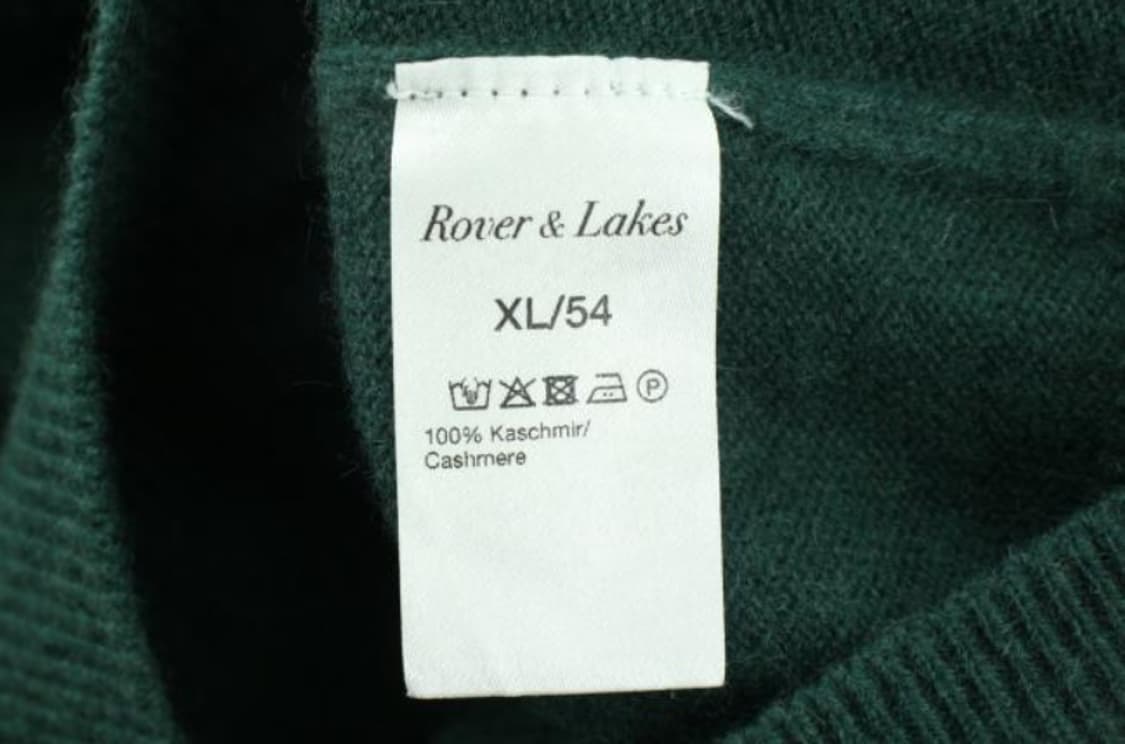 Rover & Lakes
XL/54
P
100% Kaschmir/
Cashmere